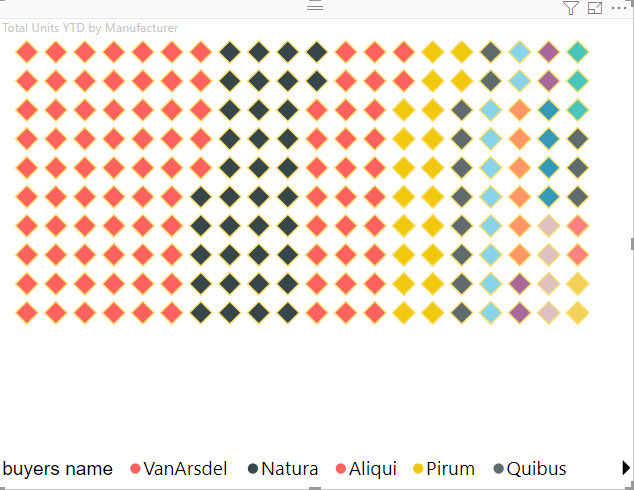 Total Units YTD by Manufacturer
buyers name VanArsdel Natura Aliqui Pirum Quibus